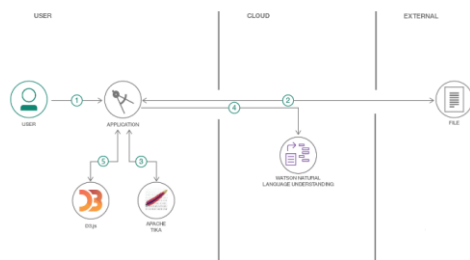 USER
CLOUD
EXTERNAL
1
2
4
USER
APPLICATION
FILE
5
3
WATSON NATURAL
LANGUAGE UNDERSTANDING
D3.js
APACHE
TIKA